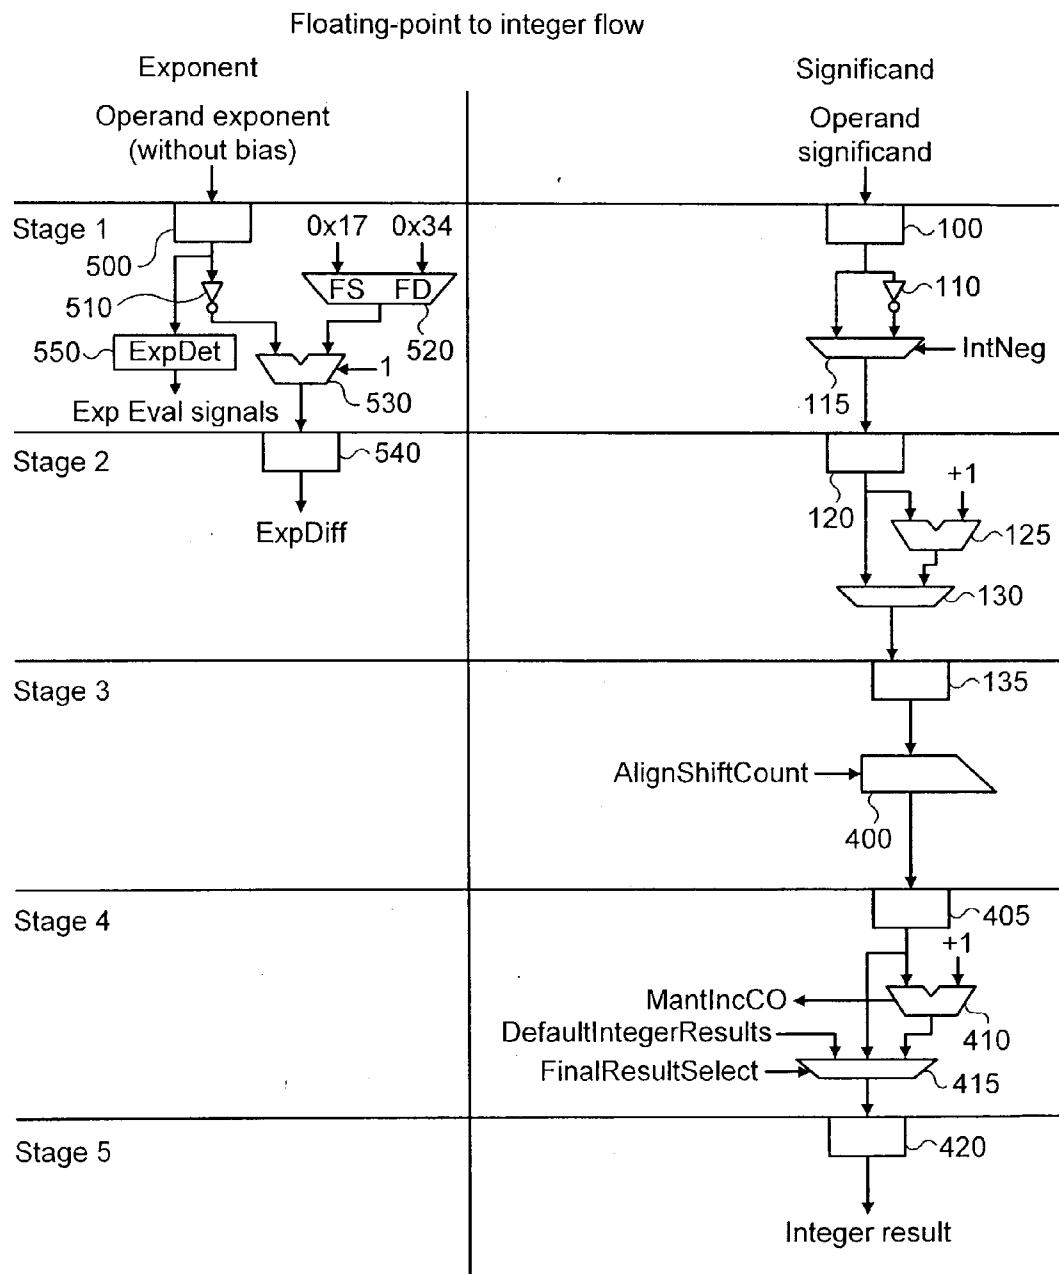 Floating-point to integer flow
Exponent
Significand
Operand exponent
(without bias)
Operand
significand
Stage 1
500
0x17
0x34
100
510
FS
FD
520
110
550
ExpDet
1
530
IntNeg
115
Exp Eval signals
Stage 2
540
ExpDiff
120
+1
125
130
Stage 3
135
AlignShiftCount
400
Stage 4
405
+1
MantIncCO
410
DefaultIntegerResults
FinalResultSelect
415
Stage 5
420
Integer result